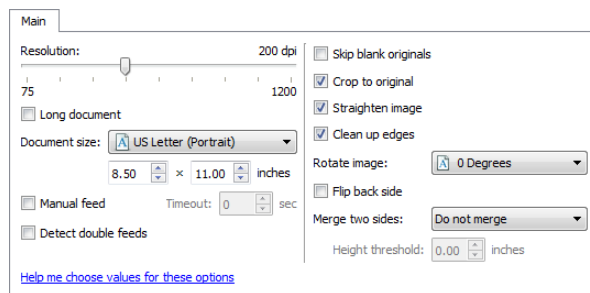 Main
Resolution: 200 dpi
75 1200
Long document
Document size: A US Letter (Portrait)
8.50 × 11.00 inches
Manual feed Timeout: 0 sec
Detect double feeds
Help me choose values for these options
Skip blank originals
Crop to original
Straighten image
Clean up edges
Rotate image: A 0 Degrees
Flip back side
Merge two sides: Do not merge
Height threshold: 0.00 inches